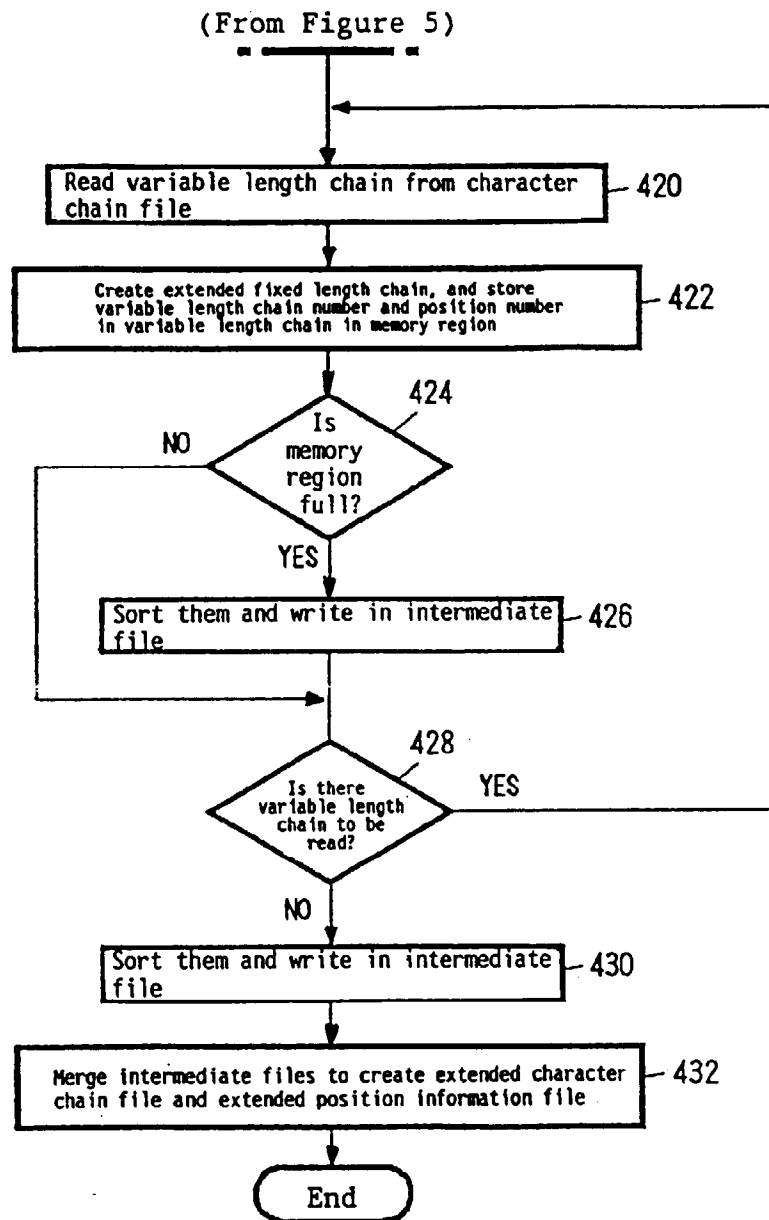 (From Figure 5)
Read variable length chain from character
chain file
420
Create extended fixed length chain, and store
variable length chain number and position number
in variable length chain in memory region
422
424
Is
memory
region
full?
NO
YES
Sort them and write in intermediate
file
426
428
Is there
variable length
chain to be
read?
YES
NO
Sort them and write in intermediate
file
430
Merge intermediate files to create extended character
chain file and extended position information file
432
End